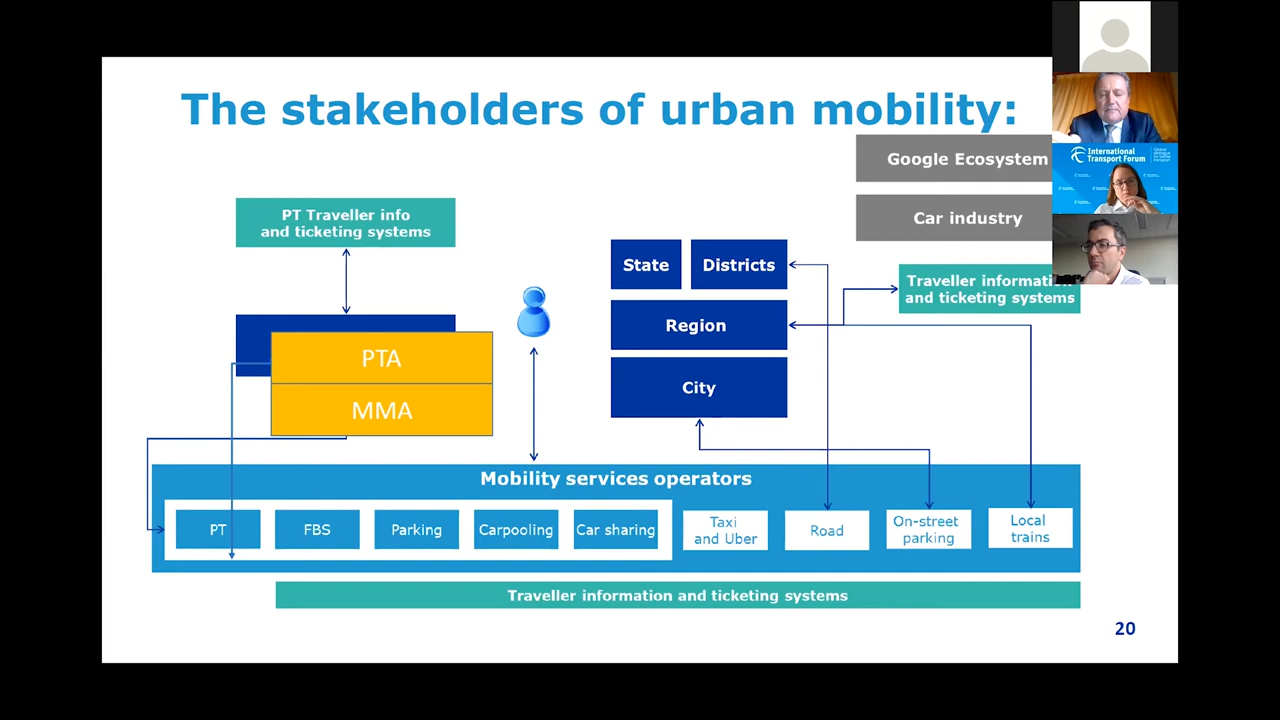 The stakeholders of urban mobility:
Google Ecosystem
Car industry
PT Traveller info
and ticketing systems
State
Districts
Region
City
Traveller informatio
and ticketing systems
PTA
MMA
Mobility services operators
PT
FBS
Parking
Carpooling
Car sharing
Taxi
and Uber
Road
On-street
parking
Local
trains
Traveller information and ticketing systems
20
International
Transport Forum